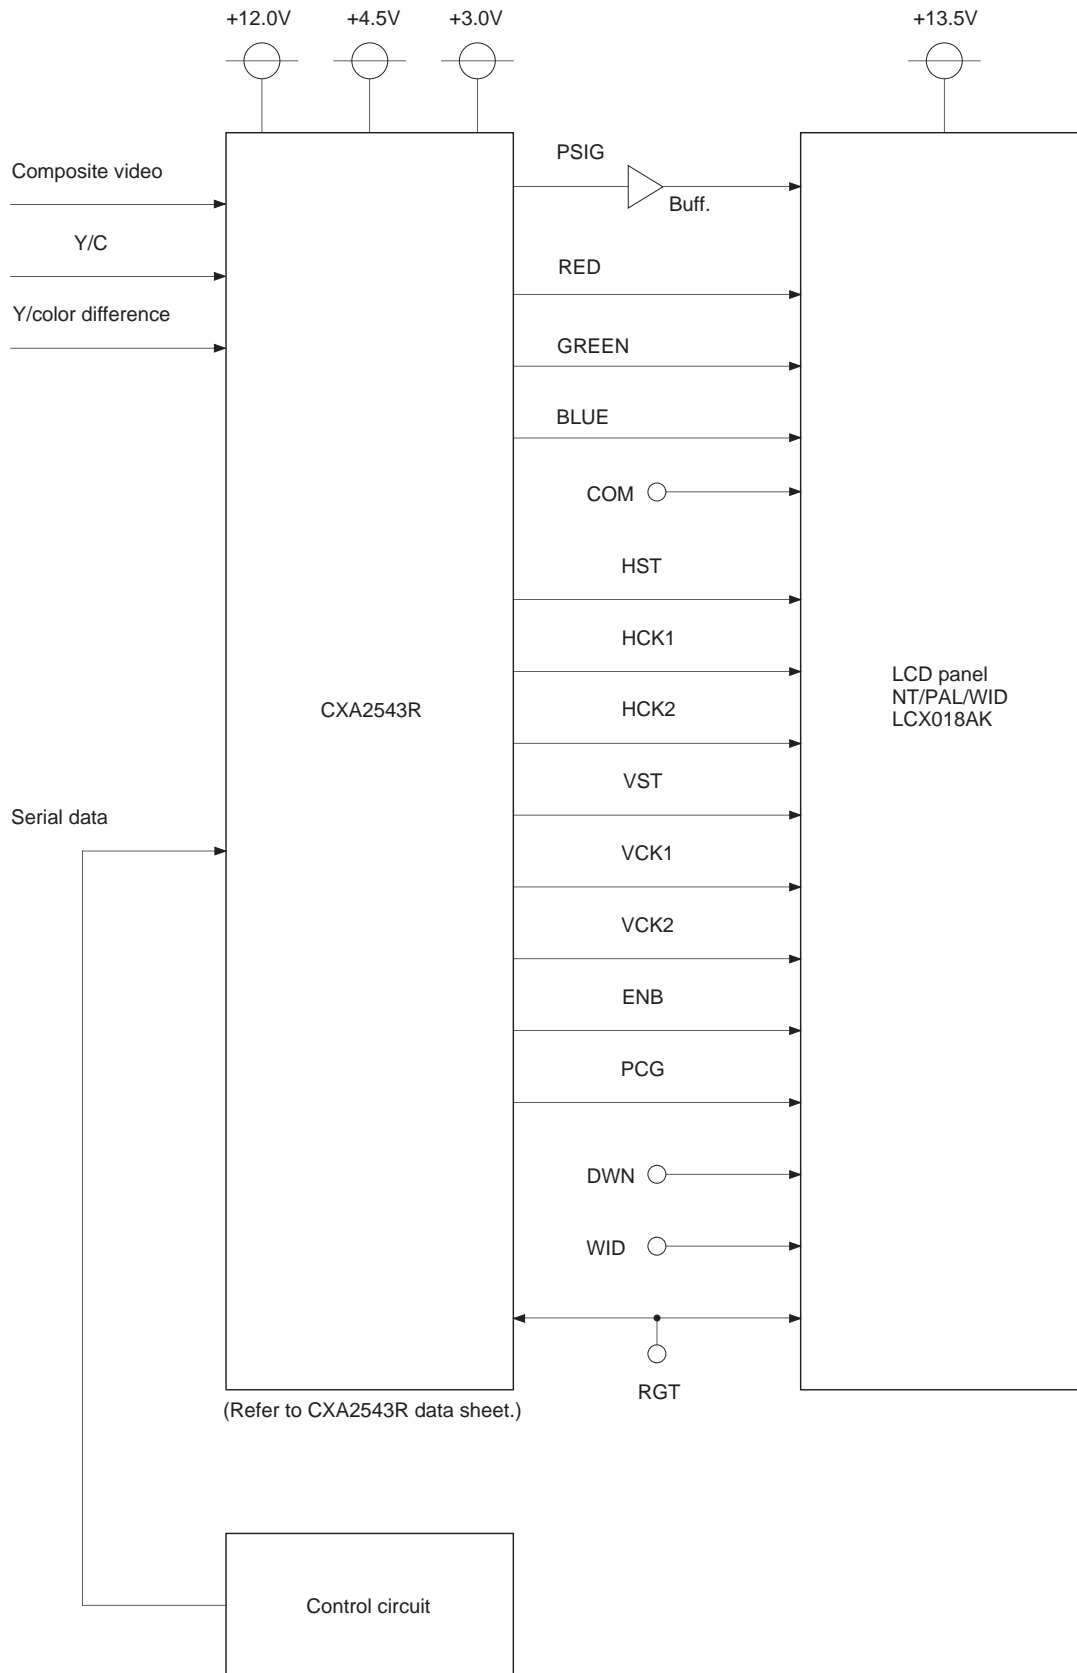 +12.0V
+4.5V
+3.0V
+13.5V
Composite video
Y/C
Y/color difference
PSIG
Buff.
RED
GREEN
BLUE
COM
HST
HCK1
HCK2
VST
VCK1
VCK2
ENB
PCG
DWN
WID
RGT
CXA2543R
LCD panel
NT/PAL/WID
LCX018AK
Serial data
(Refer to CXA2543R data sheet.)
Control circuit